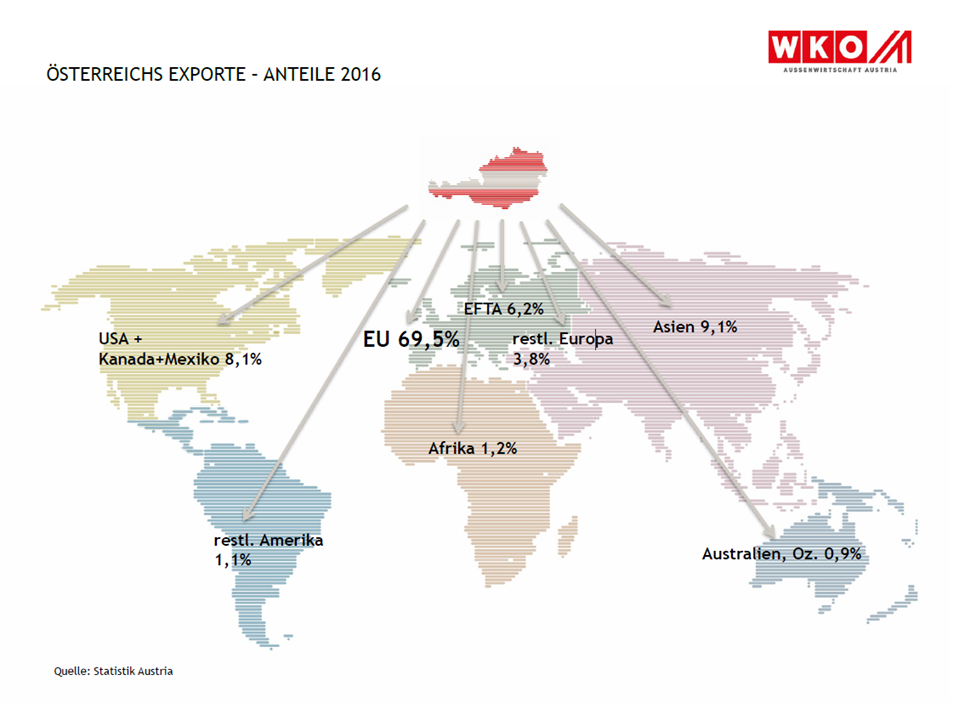 WKO
AUSSENWIRTSCHAFT AUSTRIA
ÖSTERREICHS EXPORTE – ANTEILE 2016
EFTA 6,2%
Asien 9,1%
USA +
Kanada+Mexiko 8,1%
EU 69,5%
restl. Europa
3,8%
Afrika 1,2%
restl. Amerika
1,1%
Australien, Oz. 0,9%
Quelle: Statistik Austria